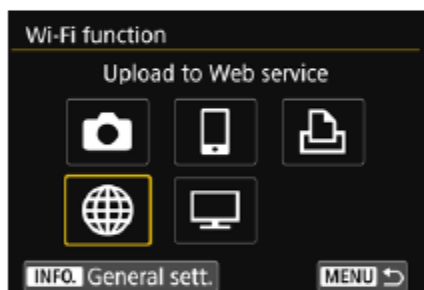 Wi-Fi function
Upload to Web service
INFO. General sett.
MENU